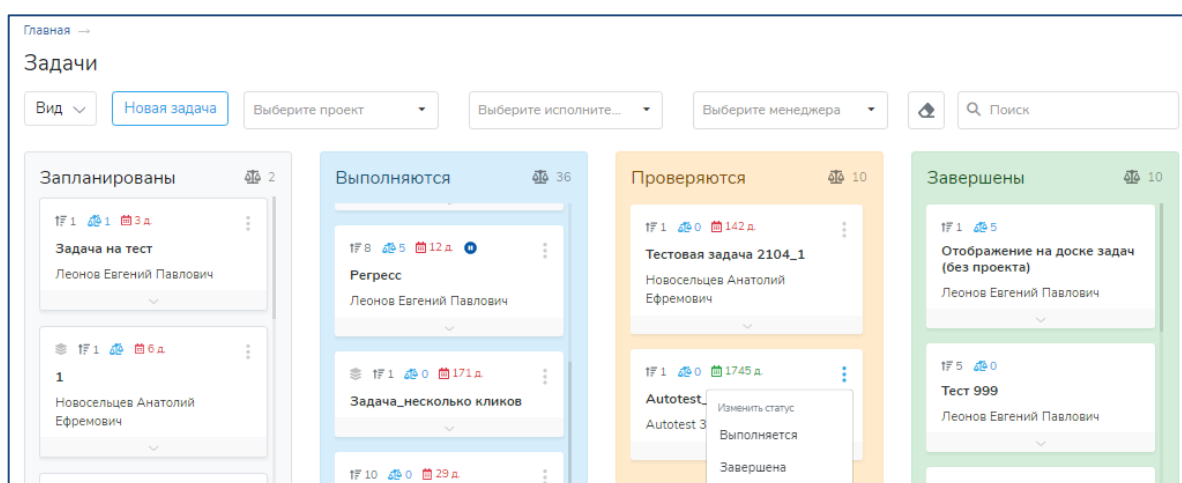 Главная →
Задачи
Вид
Новая задача
Выберите проект
Выберите исполните...
Выберите менеджера
Поиск
Запланированы 2
1 1 3 д.
Задача на тест
Леонов Евгений Павлович
1 6 д.
1
Новосельцев Анатолий
Ефремович
Выполняются 36
8 5 12 д.
Регресс
Леонов Евгений Павлович
1 0 171 д.
Задача_несколько кликов
10 0 29 д.
Проверяются 10
1 0 142 д.
Тестовая задача 2104_1
Новосельцев Анатолий
Ефремович
1 0 1745 д.
Autotest_
Autotest 3
Изменить статус
Выполняется
Завершена
Завершены 10
1 5
Отображение на доске задач
(без проекта)
Леонов Евгений Павлович
5 0
Тест 999
Леонов Евгений Павлович